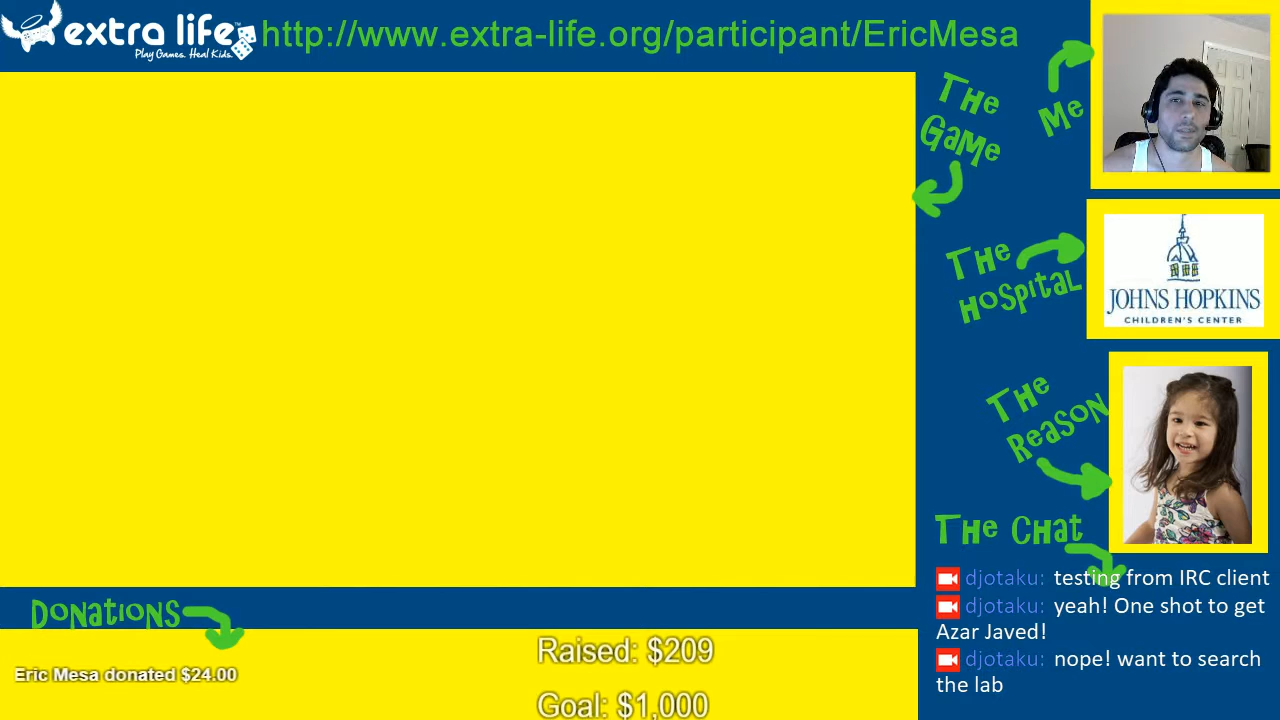 extra life
Play Games. Heal Kids.
http://www.extra-life.org/participant/EricMesa
Me
The
Game
The
Hospital
JOHNS HOPKINS
CHILDREN'S CENTER
The
Reason
The Chat
djotaku: testing from IRC client
djotaku: yeah! One shot to get
Azar Javed!
djotaku: nope! want to search
the lab
Donations
Eric Mesa donated $24.00
Raised: $209
Goal: $1,000